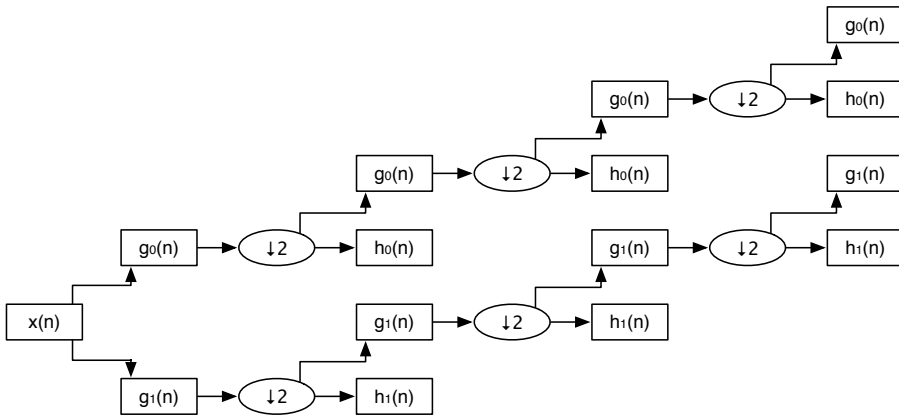 g₀(n)
g₀(n)
↓2
h₀(n)
g₀(n)
↓2
h₀(n)
g₁(n)
g₀(n)
↓2
h₀(n)
g₁(n)
↓2
h₁(n)
x(n)
g₁(n)
↓2
h₁(n)
g₁(n)
↓2
h₁(n)